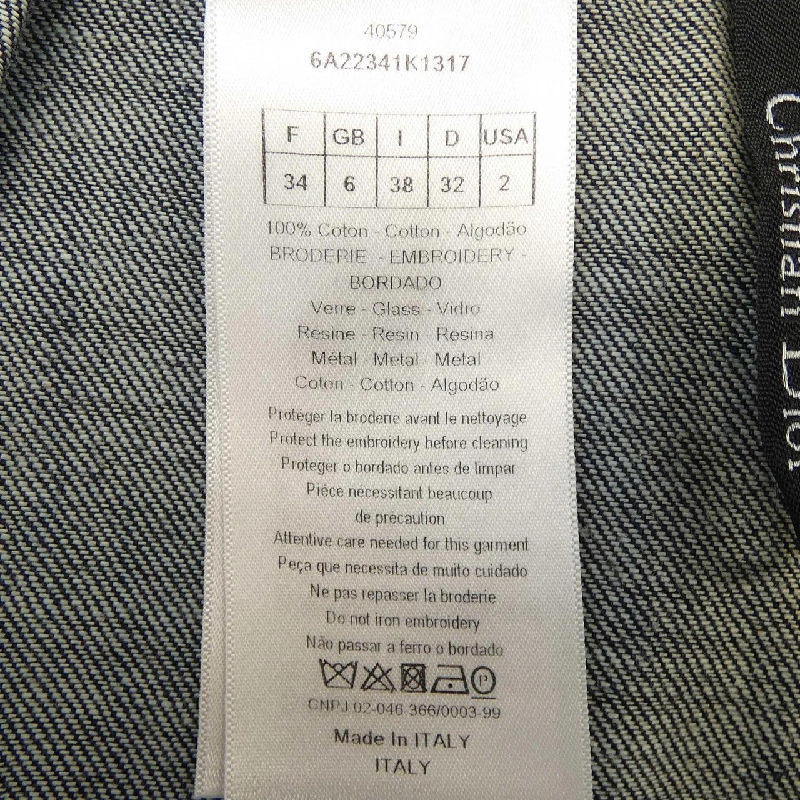 40579
6A22341K1317
F GB I D USA
34 6 38 32 2
100% Coton - Cotton - Algodão
BRODERIE - EMBROIDERY -
BORDADO
Verre - Glass - Vidro
Resine - Resin - Resina
Métal - Metal - Metal
Coton - Cotton - Algodão
Proteger la broderie avant le nettoyage
Protect the embroidery before cleaning
Proteger o bordado antes de limpar
Pièce necessitant beaucoup
de précaution
Attentive care needed for this garment
Peça que necessita de muito cuidado
Ne pas repasser la broderie
Do not iron embroidery
Não passar a ferro o bordado
P
CNPJ 02-046-366/0003-99
Made In ITALY
ITALY
Christian Dior